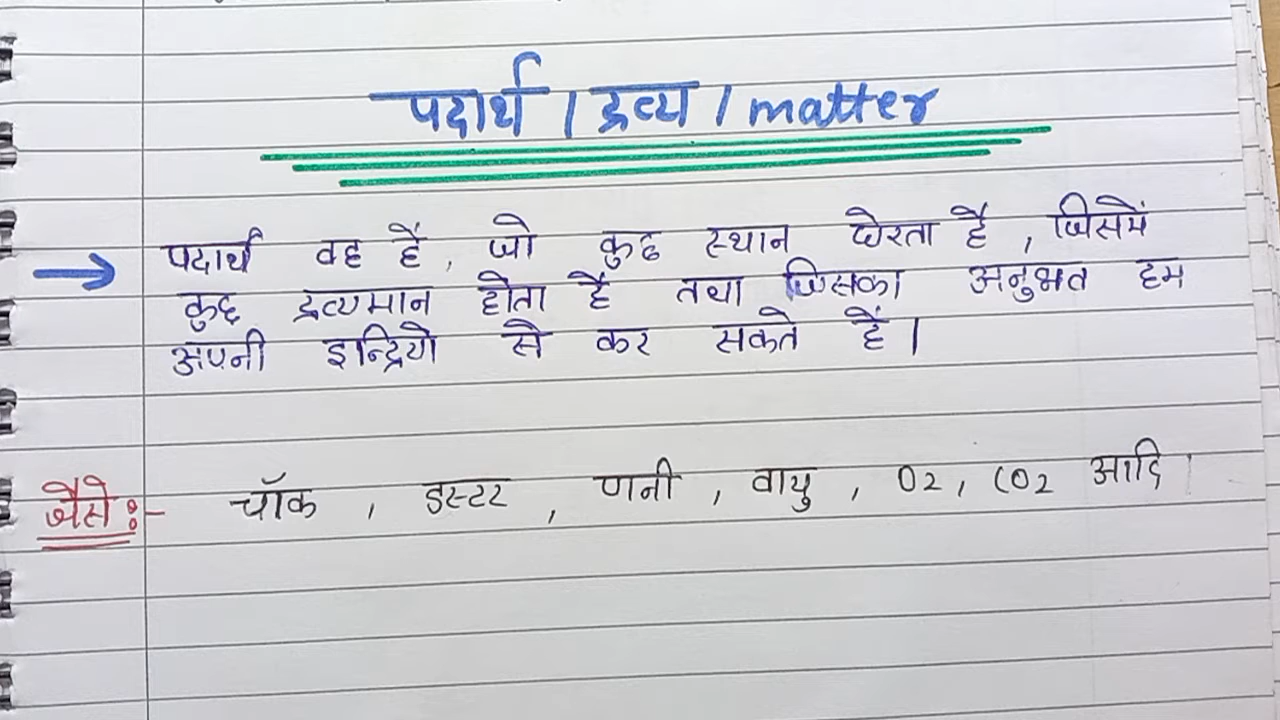 पदार्थ / द्रव्य / matter
पदार्थ वह है, जो कुछ स्थान घेरता है, जिसमें
कुछ द्रव्यमान होता है तथा जिसका अनुभत हम
अपनी इन्द्रियो से कर सकते हैं।
जैसे:- चॉक, डस्टर, पानी, वायु, O2, CO2 आदि।